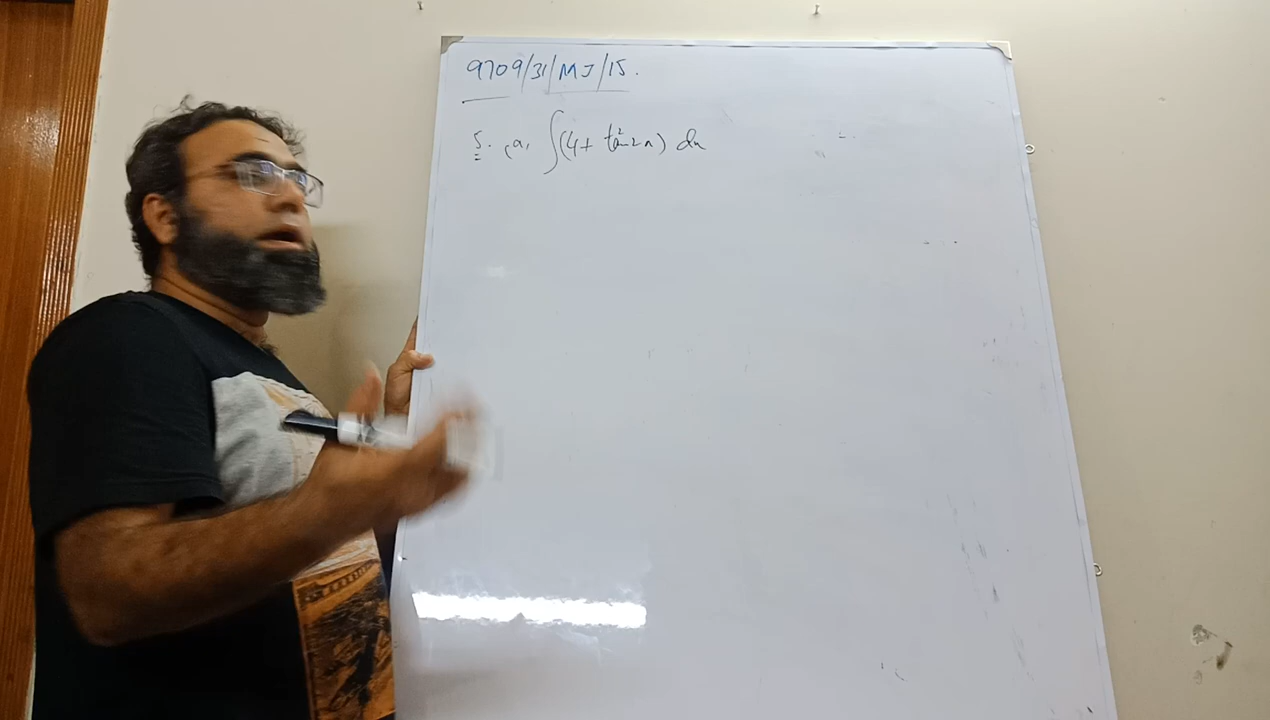 9709/31/MJ/15.
5. (a) ∫(4+ tan²2x) dx